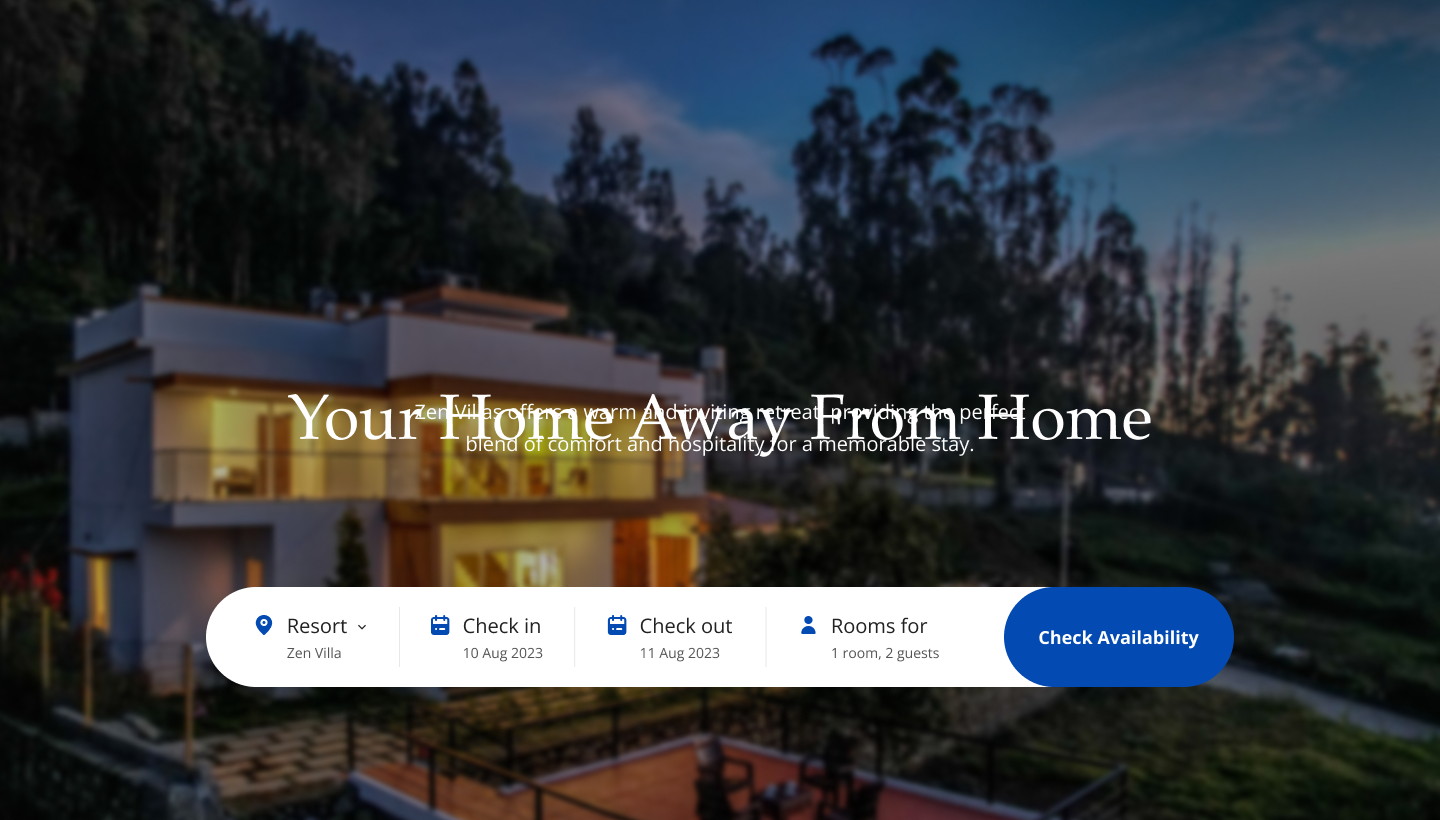 Your Home Away From Home
Zen Villas offers a warm and inviting retreat, providing the perfect
blend of comfort and hospitality for a memorable stay.
Resort
Zen Villa
Check in
10 Aug 2023
Check out
11 Aug 2023
Rooms for
1 room, 2 guests
Check Availability